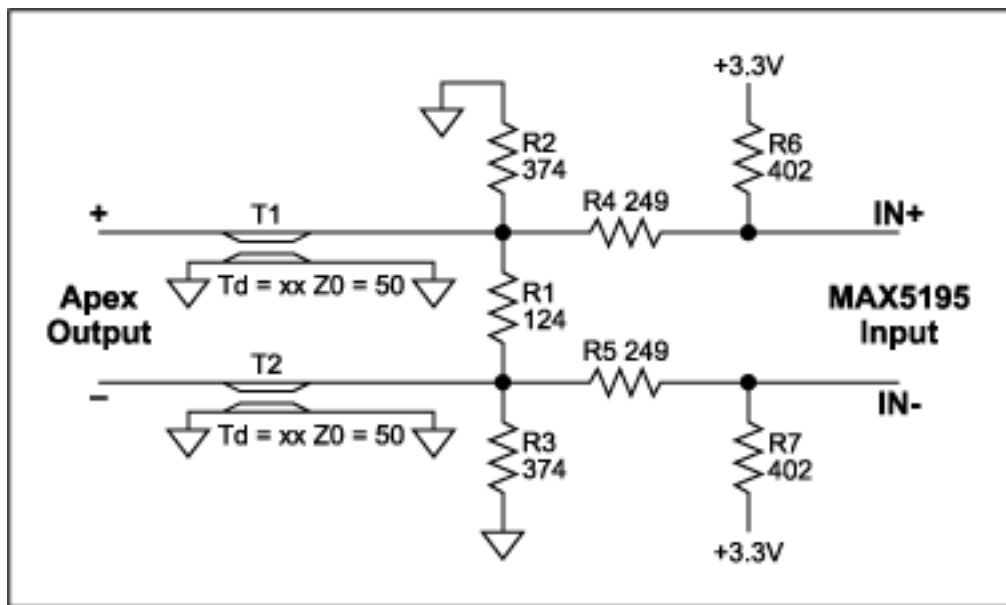 +3.3V
R2
374
R6
402
R4 249
+
T1
IN+
Td = xx Z0 = 50
Apex
Output
R1
124
MAX5195
Input
R5 249
T2
−
IN-
Td = xx Z0 = 50
R3
374
R7
402
+3.3V